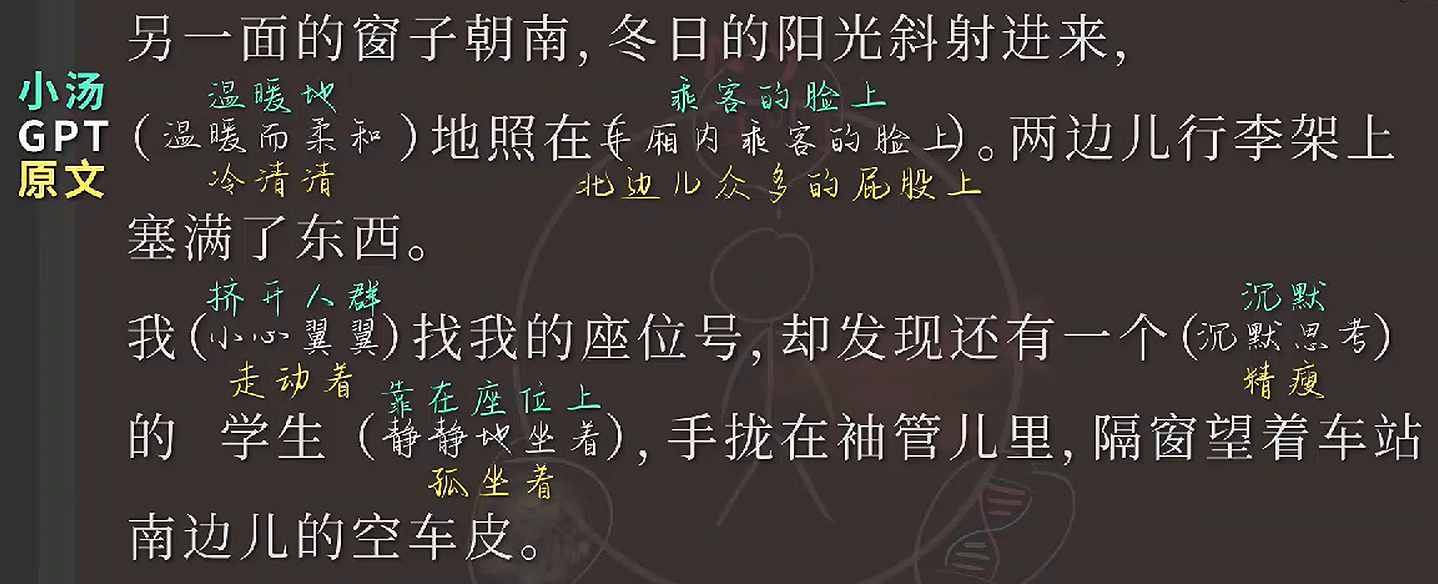 另一面的窗子朝南，冬日的阳光斜射进来，
小汤 温暖地 乘客的脸上
GPT （温暖而柔和）地照在（车厢内乘客的脸上）。两边儿行李架上
原文 冷清清 北边儿众多的屁股上
塞满了东西。
挤开人群 沉默
我（小心翼翼）找我的座位号，却发现还有一个（沉默思考）
走动着 精瘦
靠在座位上
的 学生（静静地坐着），手拢在袖管儿里，隔窗望着车站
孤坐着
南边儿的空车皮。